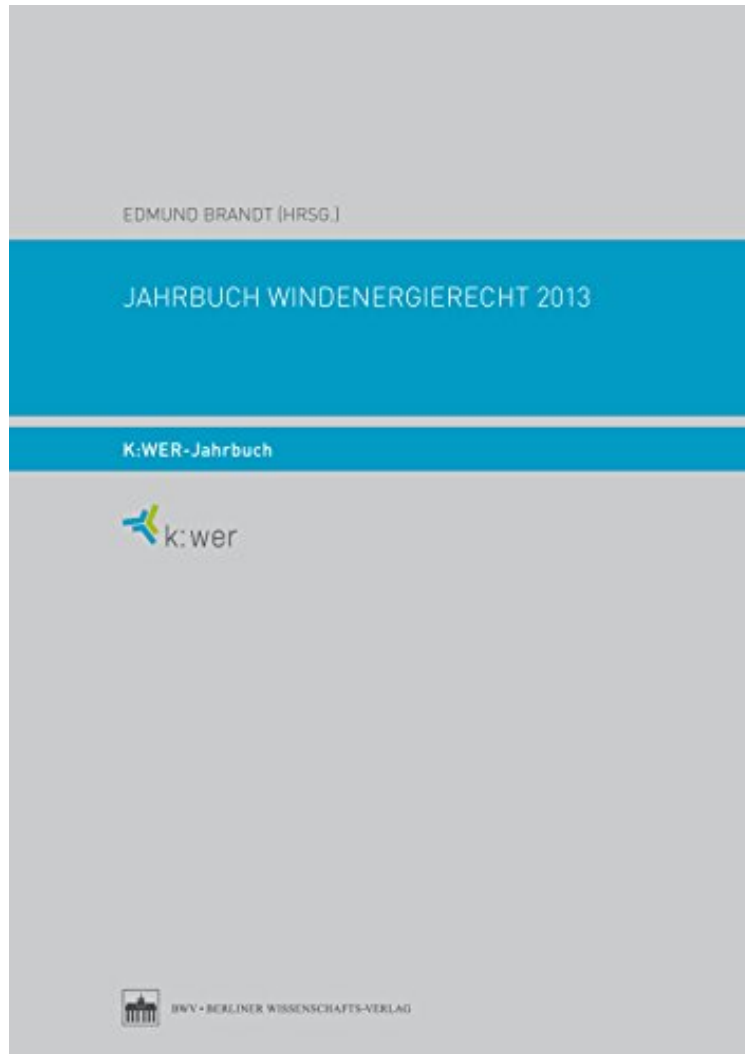 EDMUND BRANDT (HRSG.)
JAHRBUCH WINDENERGIERECHT 2013
K:WER-Jahrbuch
k:wer
BWV • BERLINER WISSENSCHAFTS-VERLAG